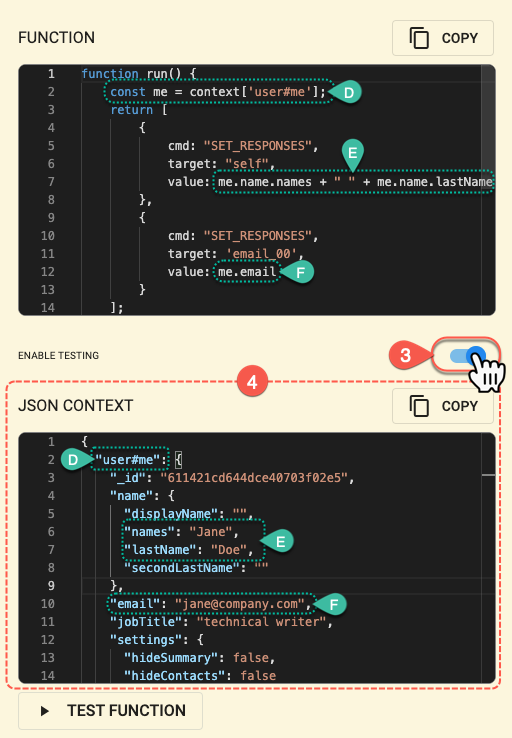 FUNCTION
COPY
1 function run() {
2 const me = context['user#me']; D
3 return [
4 {
E
5 cmd: "SET_RESPONSES",
6 target: "self",
7 value: me.name.names + " " + me.name.lastName
8 },
9 {
10 cmd: "SET_RESPONSES",
11 target: 'email_00',
12 value: me.email F
13 }
14 ];
ENABLE TESTING
3
4
JSON CONTEXT
COPY
1 {
D 2 "user#me": {
3 "_id": "611421cd644dce40703f02e5",
4 "name": {
5 "displayName": "",
6 "names": "Jane",
E
7 "lastName": "Doe",
8 "secondLastName": ""
9 },
10 "email": "jane@company.com", F
11 "jobTitle": "technical writer",
12 "settings": {
13 "hideSummary": false,
14 "hideContacts": false
TEST FUNCTION